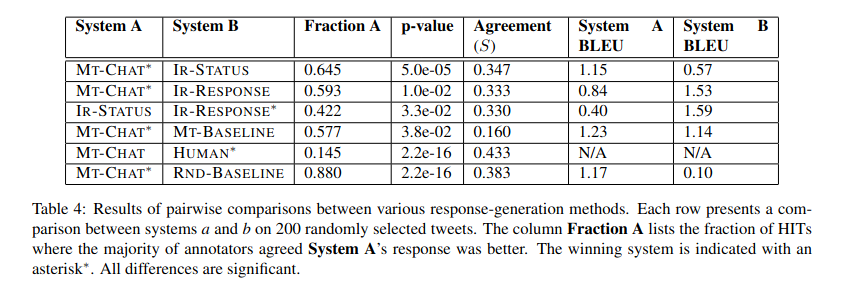 System A System B Fraction A p-value Agreement (S) System A BLEU System B BLEU
MT-CHAT* IR-STATUS 0.645 5.0e-05 0.347 1.15 0.57
MT-CHAT* IR-RESPONSE 0.593 1.0e-02 0.333 0.84 1.53
IR-STATUS IR-RESPONSE* 0.422 3.3e-02 0.330 0.40 1.59
MT-CHAT* MT-BASELINE 0.577 3.8e-02 0.160 1.23 1.14
MT-CHAT HUMAN* 0.145 2.2e-16 0.433 N/A N/A
MT-CHAT* RND-BASELINE 0.880 2.2e-16 0.383 1.17 0.10
Table 4: Results of pairwise comparisons between various response-generation methods. Each row presents a com-
parison between systems a and b on 200 randomly selected tweets. The column Fraction A lists the fraction of HITs
where the majority of annotators agreed System A's response was better. The winning system is indicated with an
asterisk*. All differences are significant.